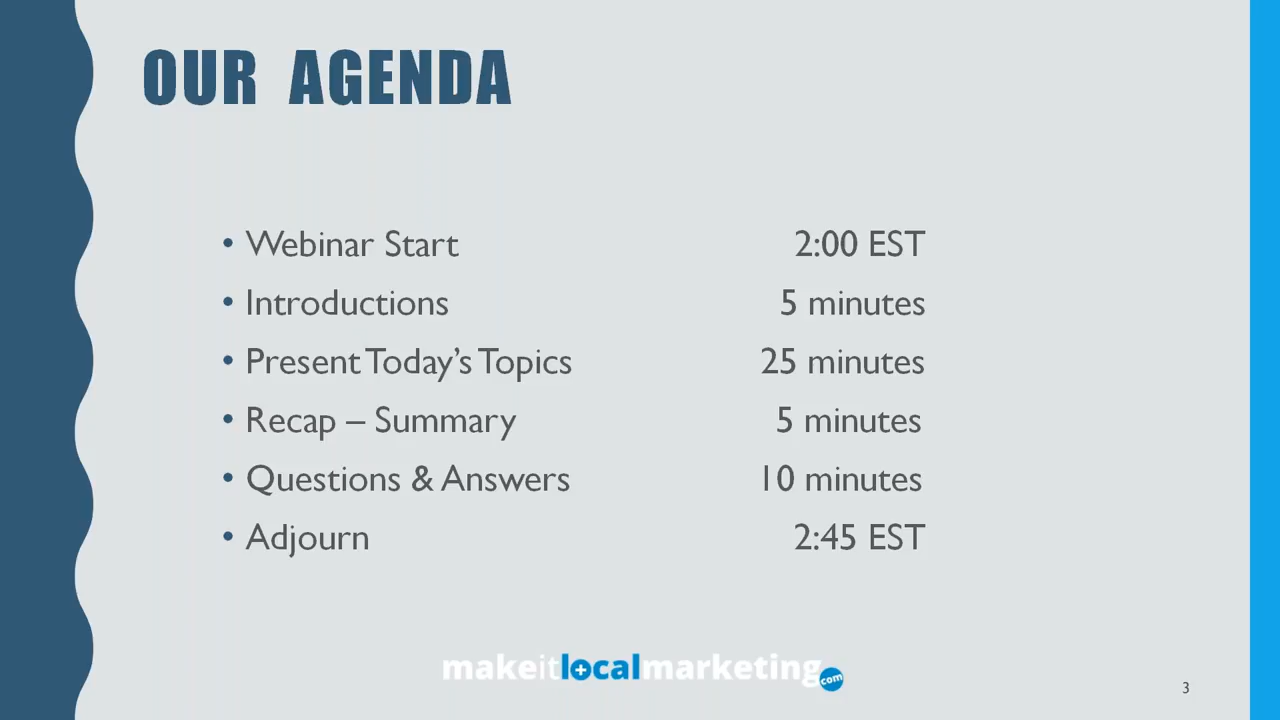 OUR AGENDA
• Webinar Start 2:00 EST
• Introductions 5 minutes
• Present Today's Topics 25 minutes
• Recap – Summary 5 minutes
• Questions & Answers 10 minutes
• Adjourn 2:45 EST
makeitlocalmarketing.com
3